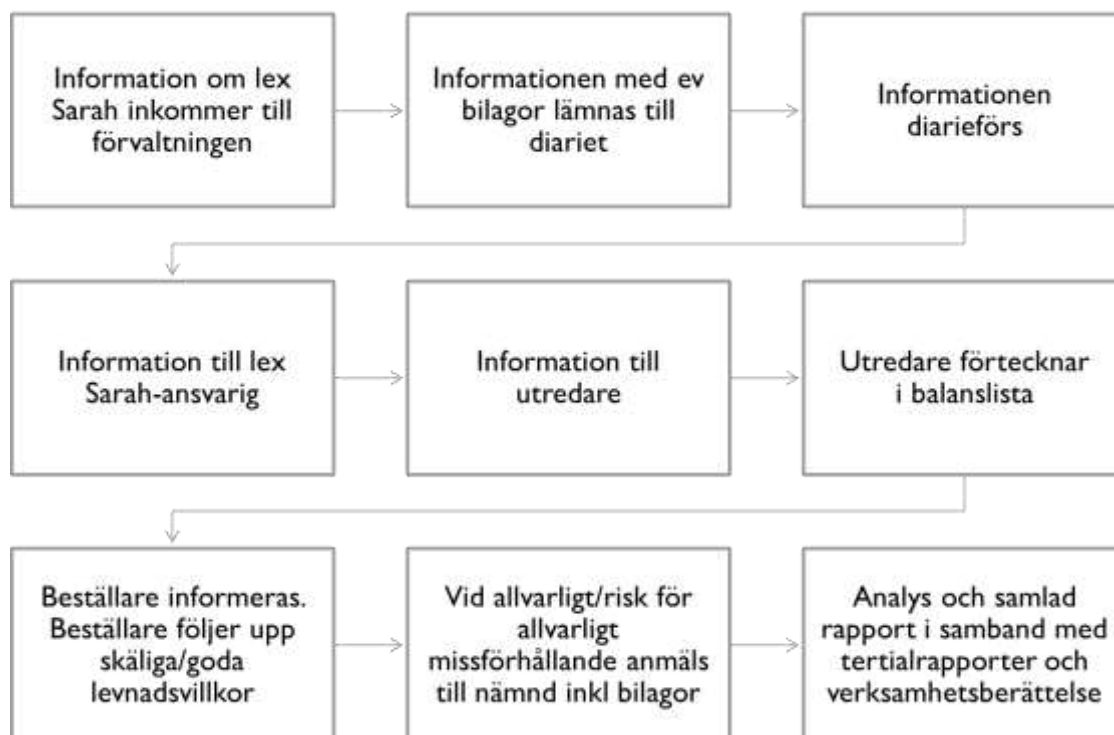 Information om lex
Sarah inkommer till
förvaltningen
Informationen med ev
bilagor lämnas till
diariet
Informationen
diarieförs
Information till lex
Sarah-ansvarig
Information till
utredare
Utredare förtecknar
i balanslista
Beställare informeras.
Beställare följer upp
skäliga/goda
levnadsvillkor
Vid allvarligt/risk för
allvarligt
missförhållande anmäls
till nämnd inkl bilagor
Analys och samlad
rapport i samband med
tertialrapporter och
verksamhetsberättelse